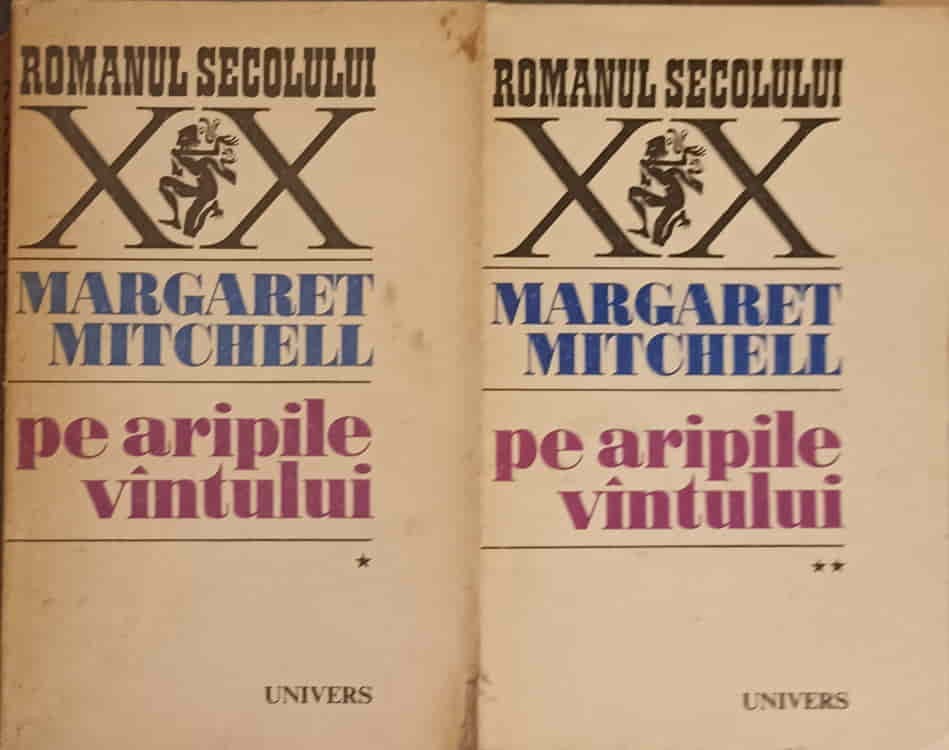 ROMANUL SECOLULUI
XX
MARGARET
MITCHELL
pe aripile
vîntului
*
UNIVERS
ROMANUL SECOLULUI
XX
MARGARET
MITCHELL
pe aripile
vîntului
**
UNIVERS